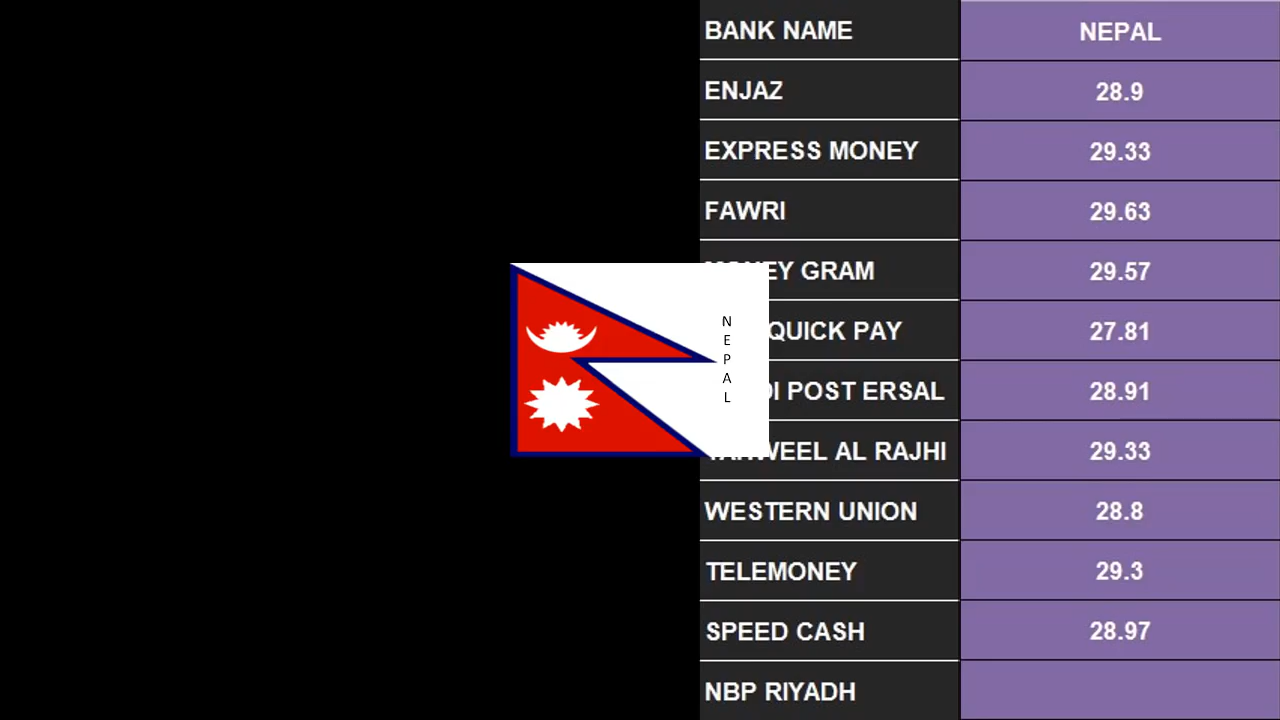 BANK NAME NEPAL
ENJAZ 28.9
EXPRESS MONEY 29.33
FAWRI 29.63
GRAM 29.57
QUICK PAY 27.81
POST ERSAL 28.91
AL RAJHI 29.33
WESTERN UNION 28.8
TELEMONEY 29.3
SPEED CASH 28.97
NBP RIYADH
NEPAL